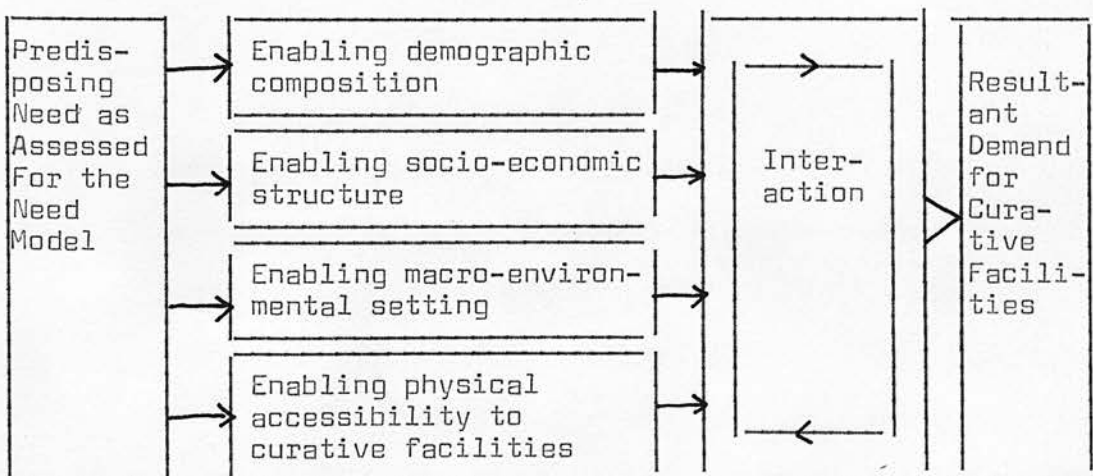 Predis-
posing
Need as
Assessed
For the
Need
Model
Enabling demographic
composition
Enabling socio-economic
structure
Enabling macro-environ-
mental setting
Enabling physical
accessibility to
curative facilities
Inter-
action
Result-
ant
Demand
for
Cura-
tive
Facili-
ties